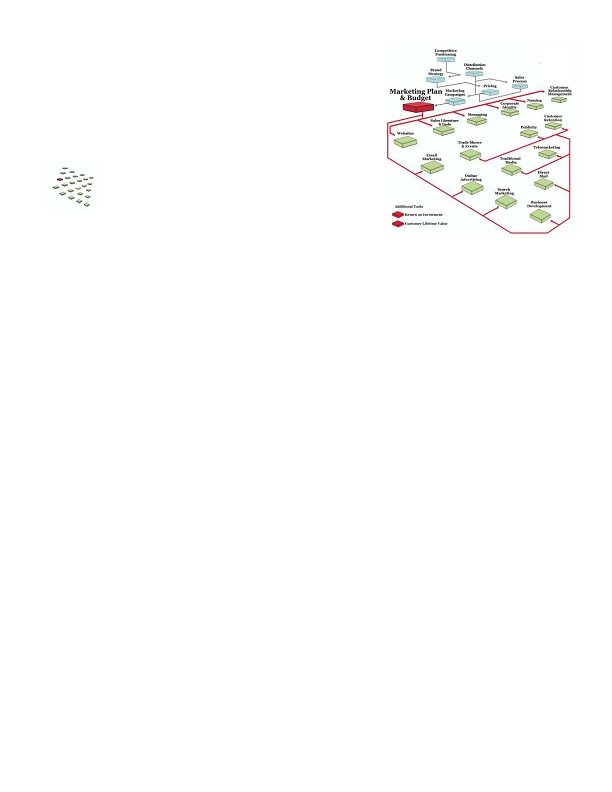 Competitive
Positioning
Distribution
Channels
Brand
Strategy
Sales
Process
Pricing
Customer
Relationship
Management
Marketing Plan
& Budget
Marketing
Campaigns
Naming
Corporate
Identity
Messaging
Customer
Retention
Sales Literature
& Tools
Publicity
Websites
Trade Shows
& Events
Telemarketing
Email
Marketing
Traditional
Media
Direct
Mail
Online
Advertising
Search
Marketing
Business
Development
Additional Tools
Return on Investment
Customer Lifetime Value